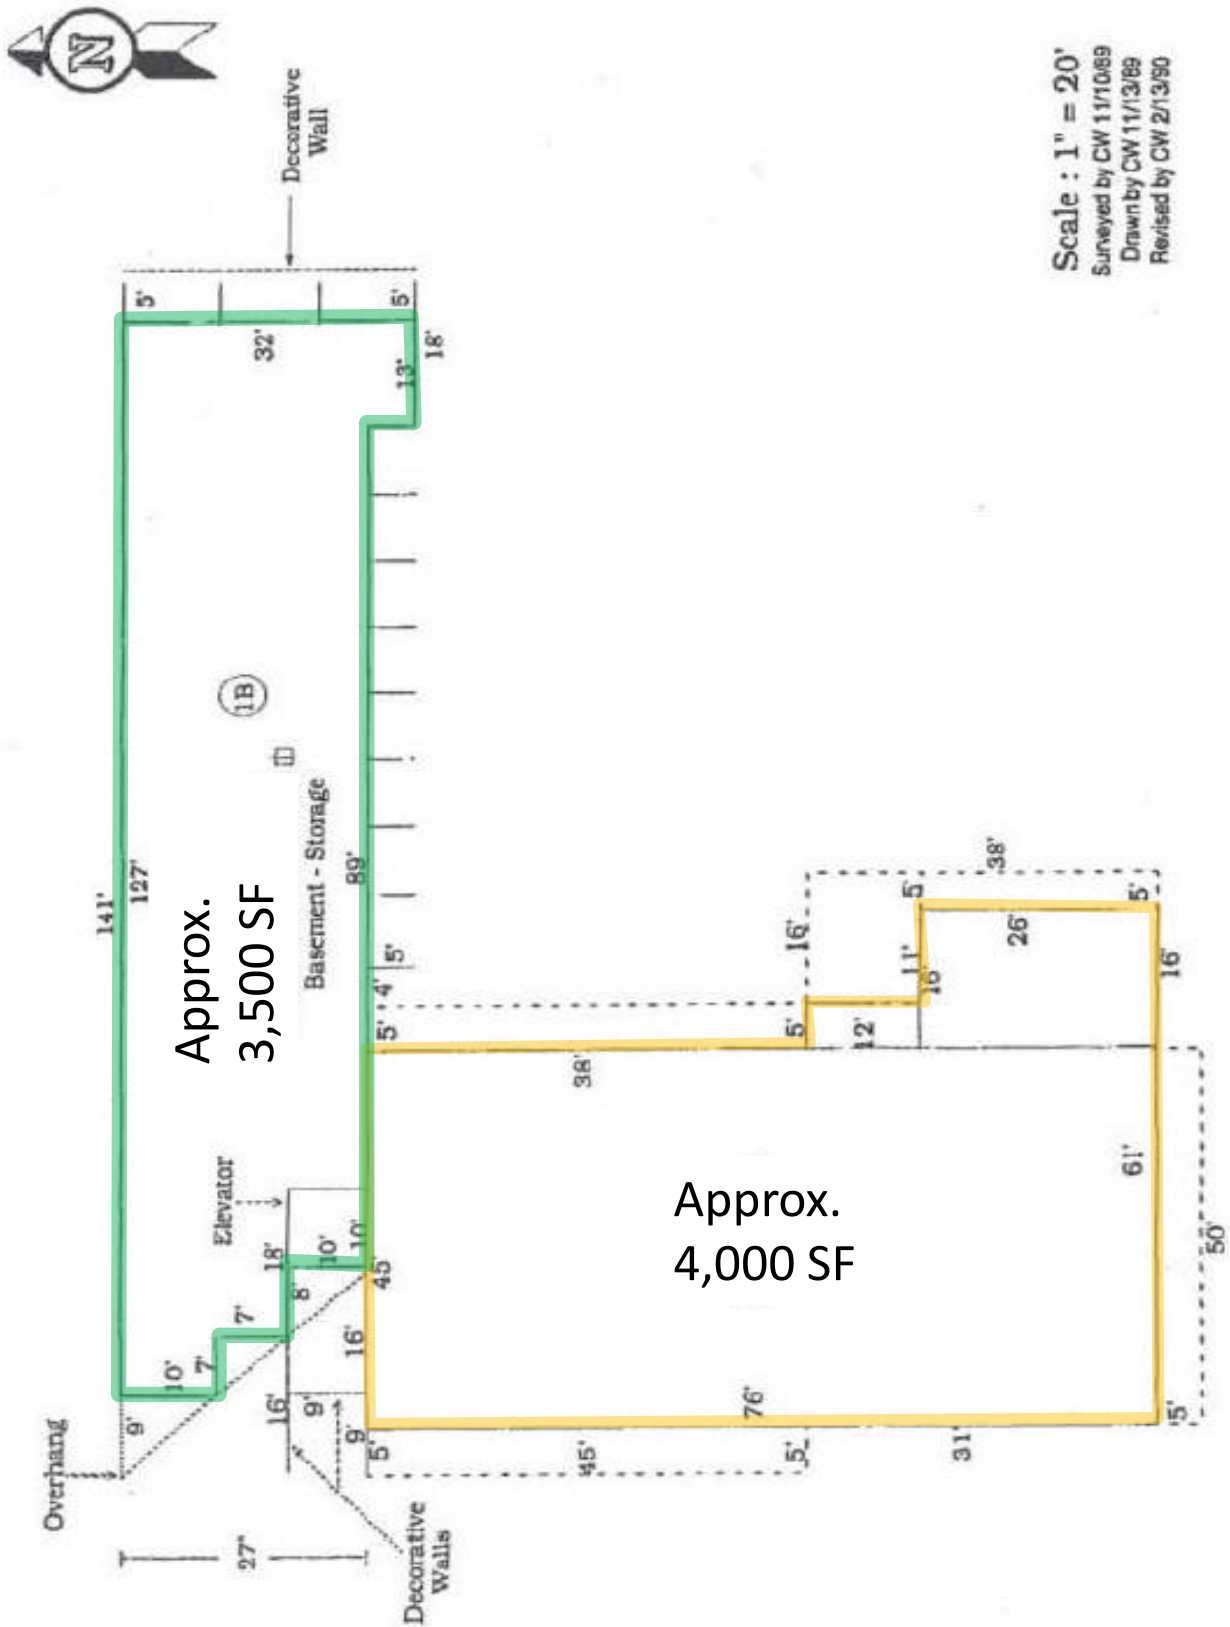 N
Decorative
Wall
Scale : 1" = 20'
Surveyed by CW 11/10/89
Drawn by CW 11/13/89
Revised by CW 2/13/90
5'
5'
32'
13'
18'
1B
141'
127'
Approx.
3,500 SF
Basement - Storage
89'
5'
4'
5'
38'
16'
5'
38'
5'
11'
16'
26'
5'
12'
16'
38'
Elevator
18'
10'
10'
8'
45'
7'
7'
10'
16'
16'
9'
9'
9'
Overhang
5'
Approx.
4,000 SF
61'
50'
76'
45'
5'
31'
5'
27"
Decorative
Walls